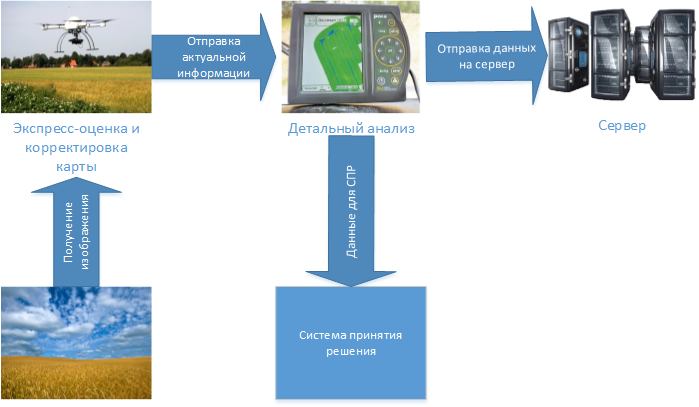 Отправка
актуальной
информации
Отправка данных
на сервер
Экспресс-оценка и
корректировка
карты
Детальный анализ
Сервер
Получение
изображения
Данные для СПР
Система принятия
решения